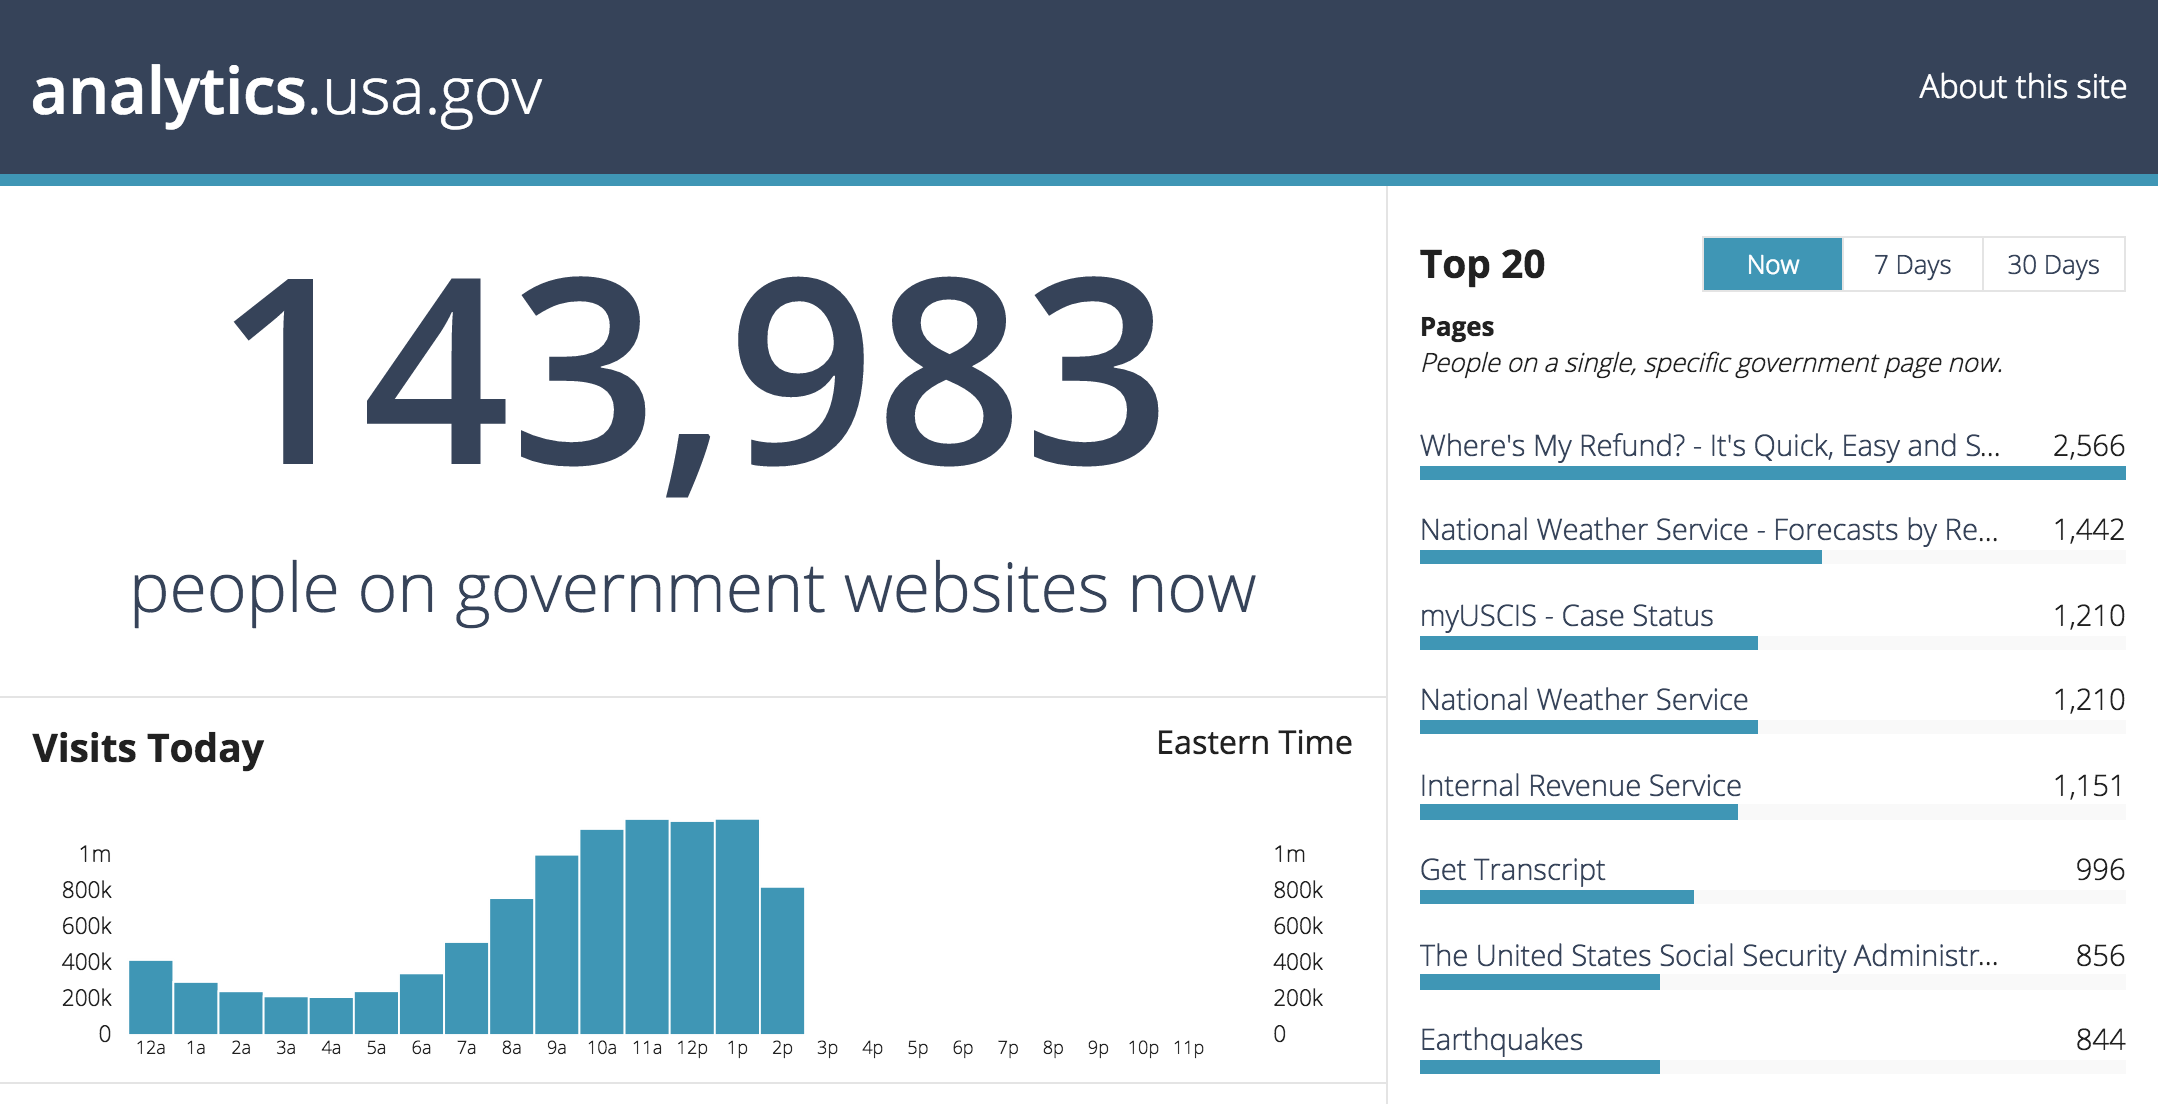 analytics.usa.gov
About this site
143,983
people on government websites now
Visits Today
Eastern Time
1m
800k
600k
400k
200k
0
1m
800k
600k
400k
200k
0
12a 1a 2a 3a 4a 5a 6a 7a 8a 9a 10a 11a 12p 1p 2p 3p 4p 5p 6p 7p 8p 9p 10p 11p
Top 20
Now 7 Days 30 Days
Pages
People on a single, specific government page now.
Where's My Refund? - It's Quick, Easy and S... 2,566
National Weather Service - Forecasts by Re... 1,442
myUSCIS - Case Status 1,210
National Weather Service 1,210
Internal Revenue Service 1,151
Get Transcript 996
The United States Social Security Administr... 856
Earthquakes 844